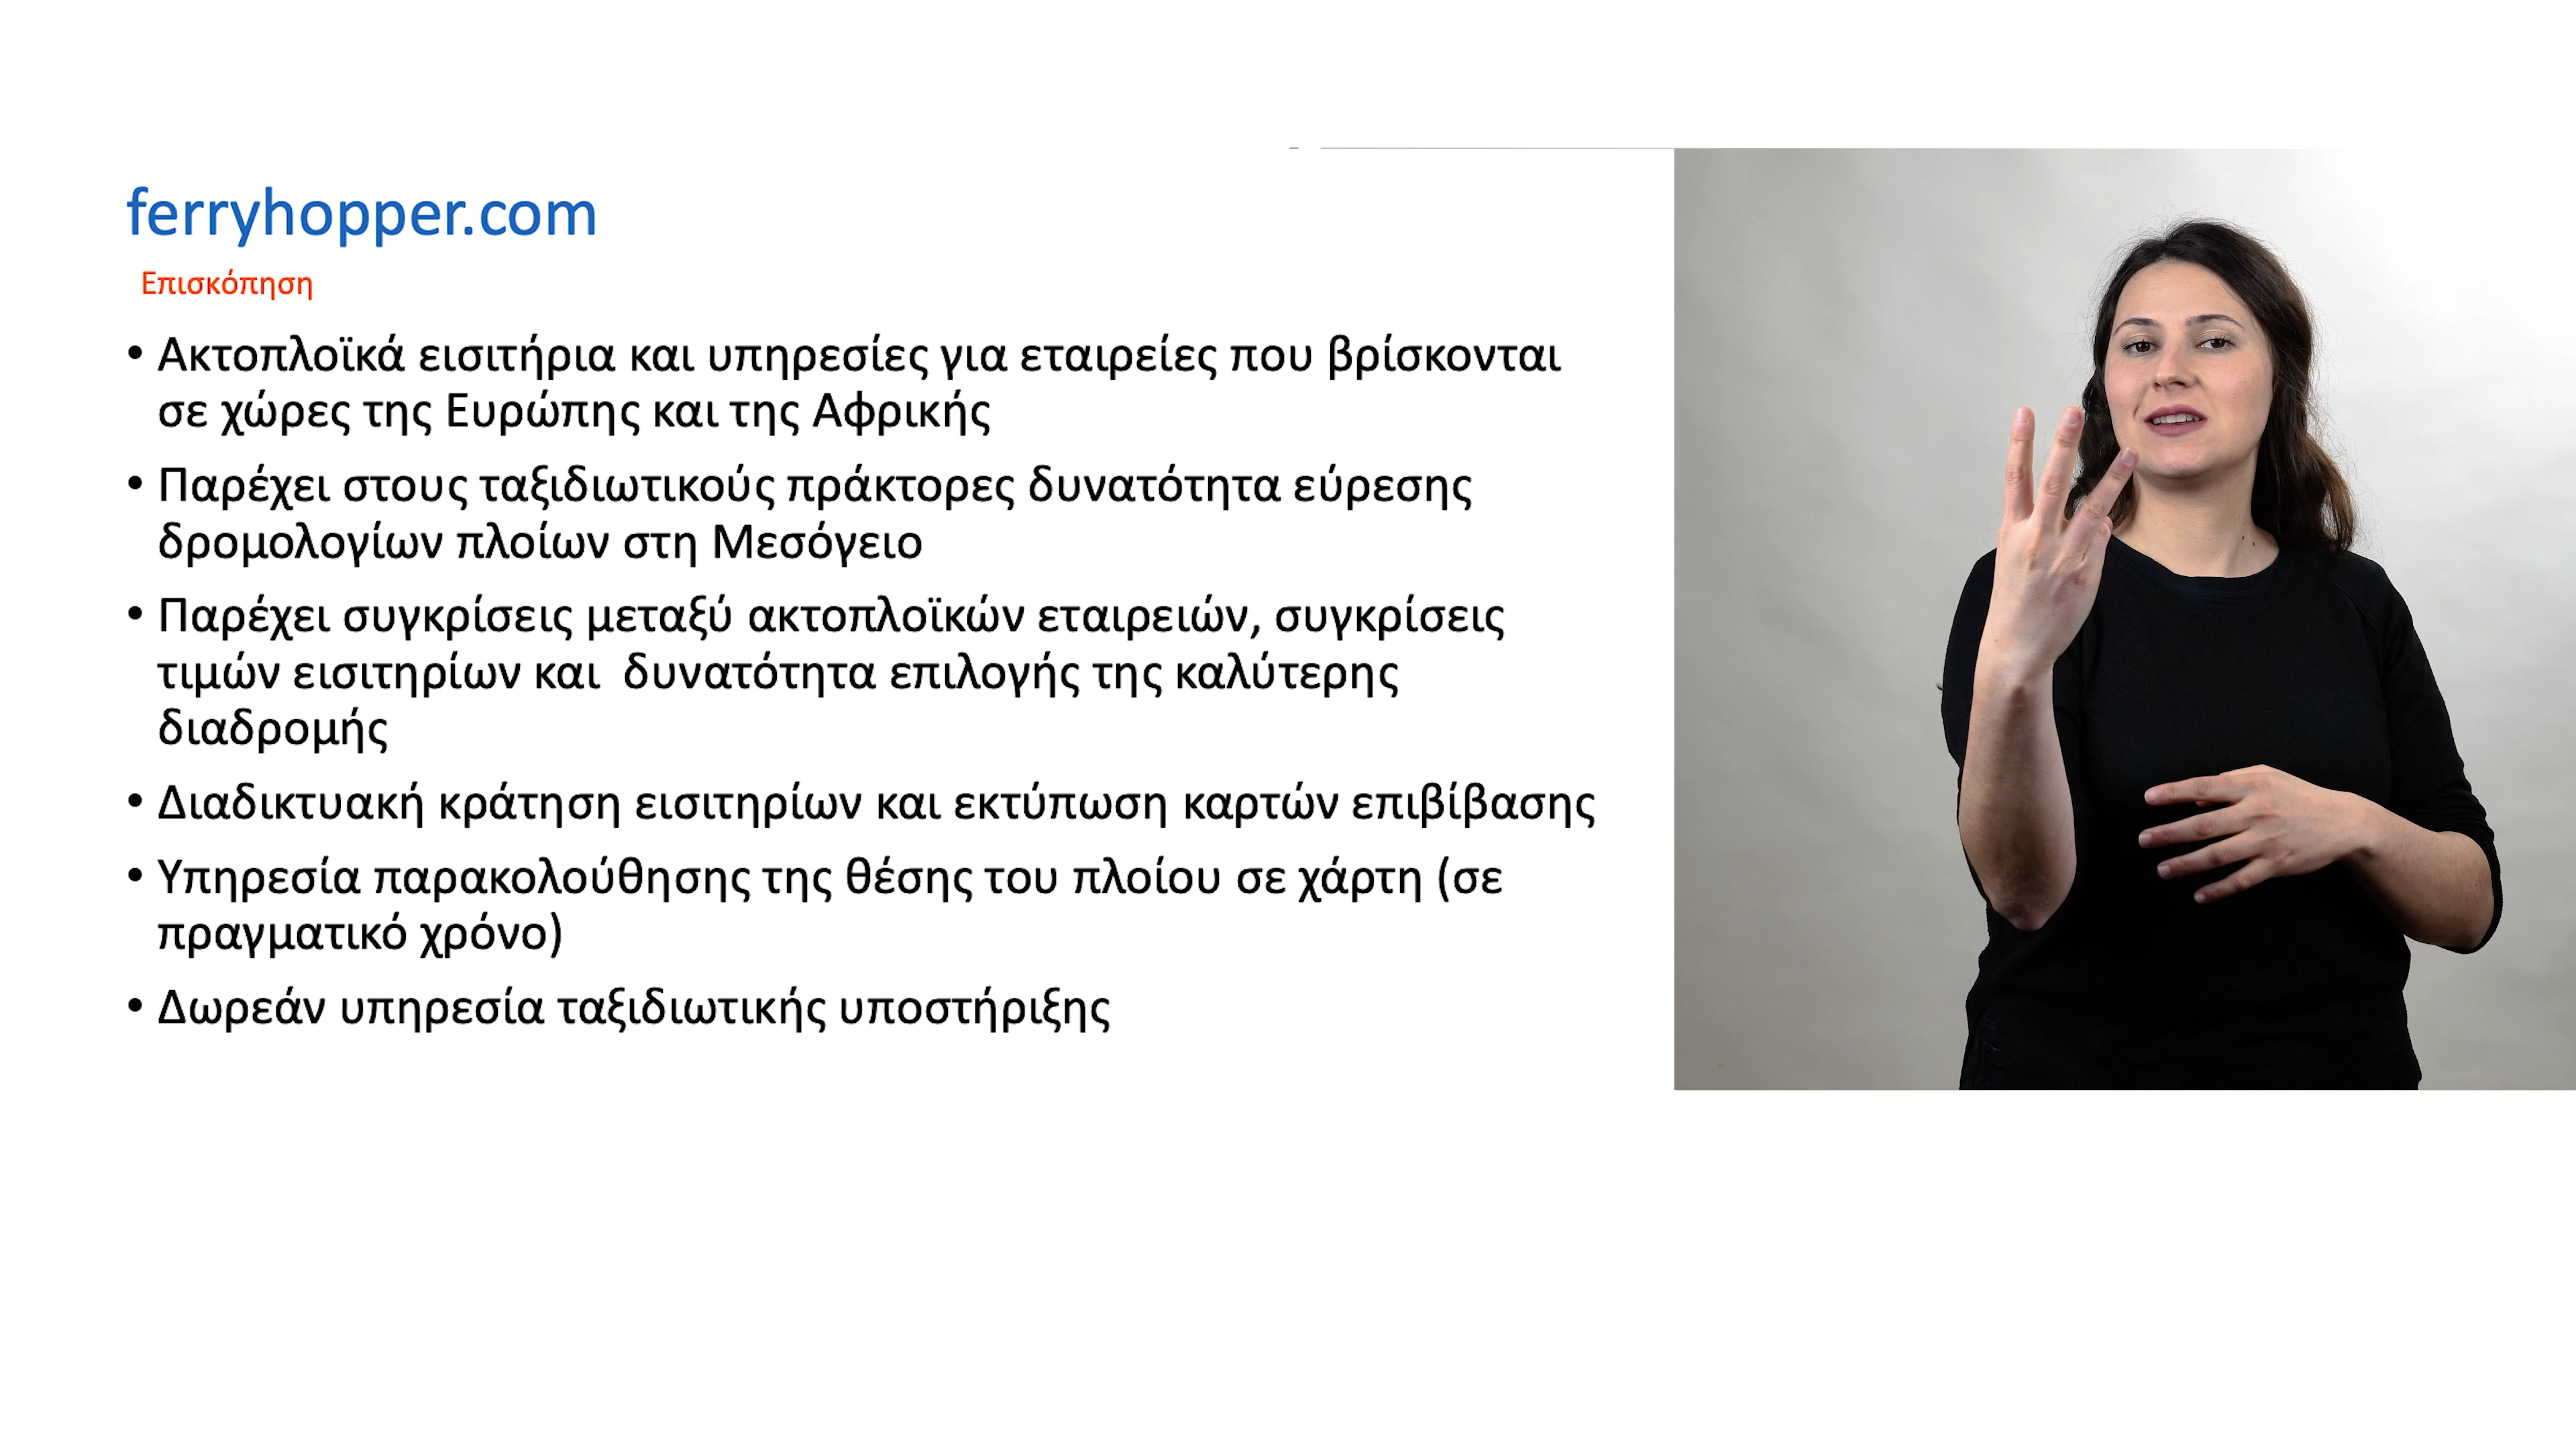 ferryhopper.com
Επισκόπηση
• Ακτοπλοϊκά εισιτήρια και υπηρεσίες για εταιρείες που βρίσκονται
σε χώρες της Ευρώπης και της Αφρικής
• Παρέχει στους ταξιδιωτικούς πράκτορες δυνατότητα εύρεσης
δρομολογίων πλοίων στη Μεσόγειο
• Παρέχει συγκρίσεις μεταξύ ακτοπλοϊκών εταιρειών, συγκρίσεις
τιμών εισιτηρίων και  δυνατότητα επιλογής της καλύτερης
διαδρομής
• Διαδικτυακή κράτηση εισιτηρίων και εκτύπωση καρτών επιβίβασης
• Υπηρεσία παρακολούθησης της θέσης του πλοίου σε χάρτη (σε
πραγματικό χρόνο)
• Δωρεάν υπηρεσία ταξιδιωτικής υποστήριξης